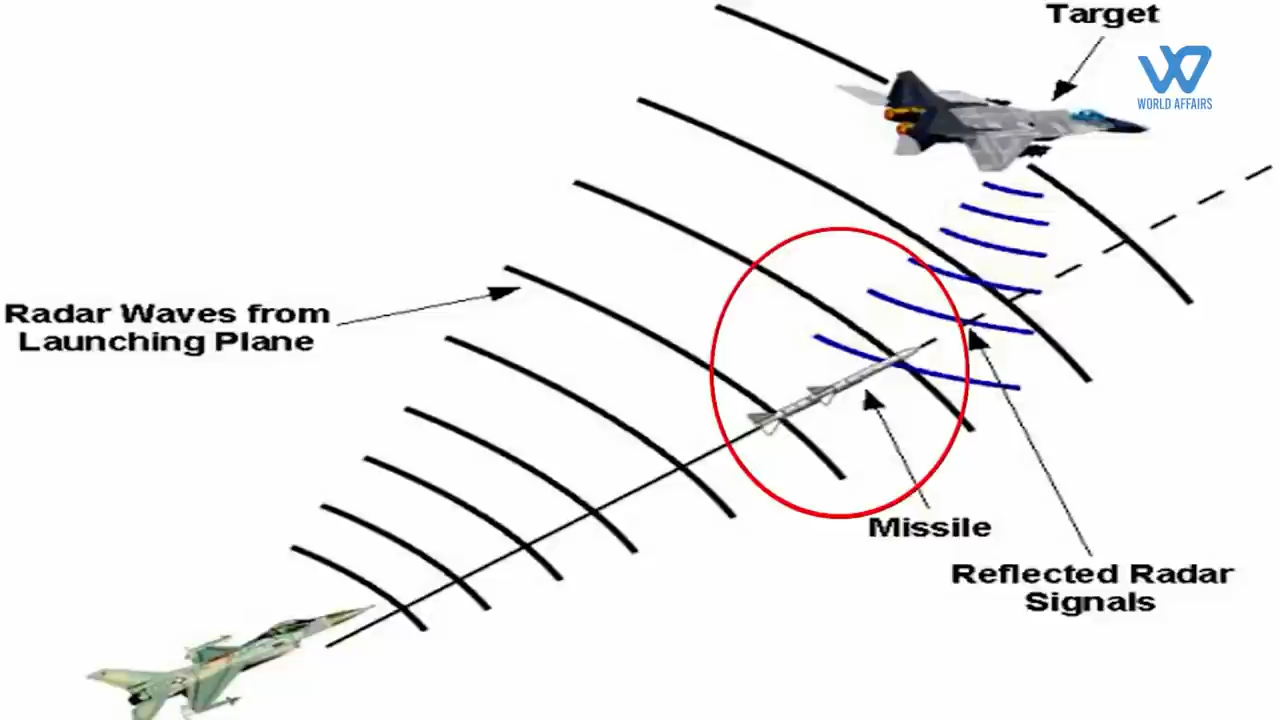 Target
WORLD AFFAIRS
Radar Waves from
Launching Plane
Missile
Reflected Radar
Signals